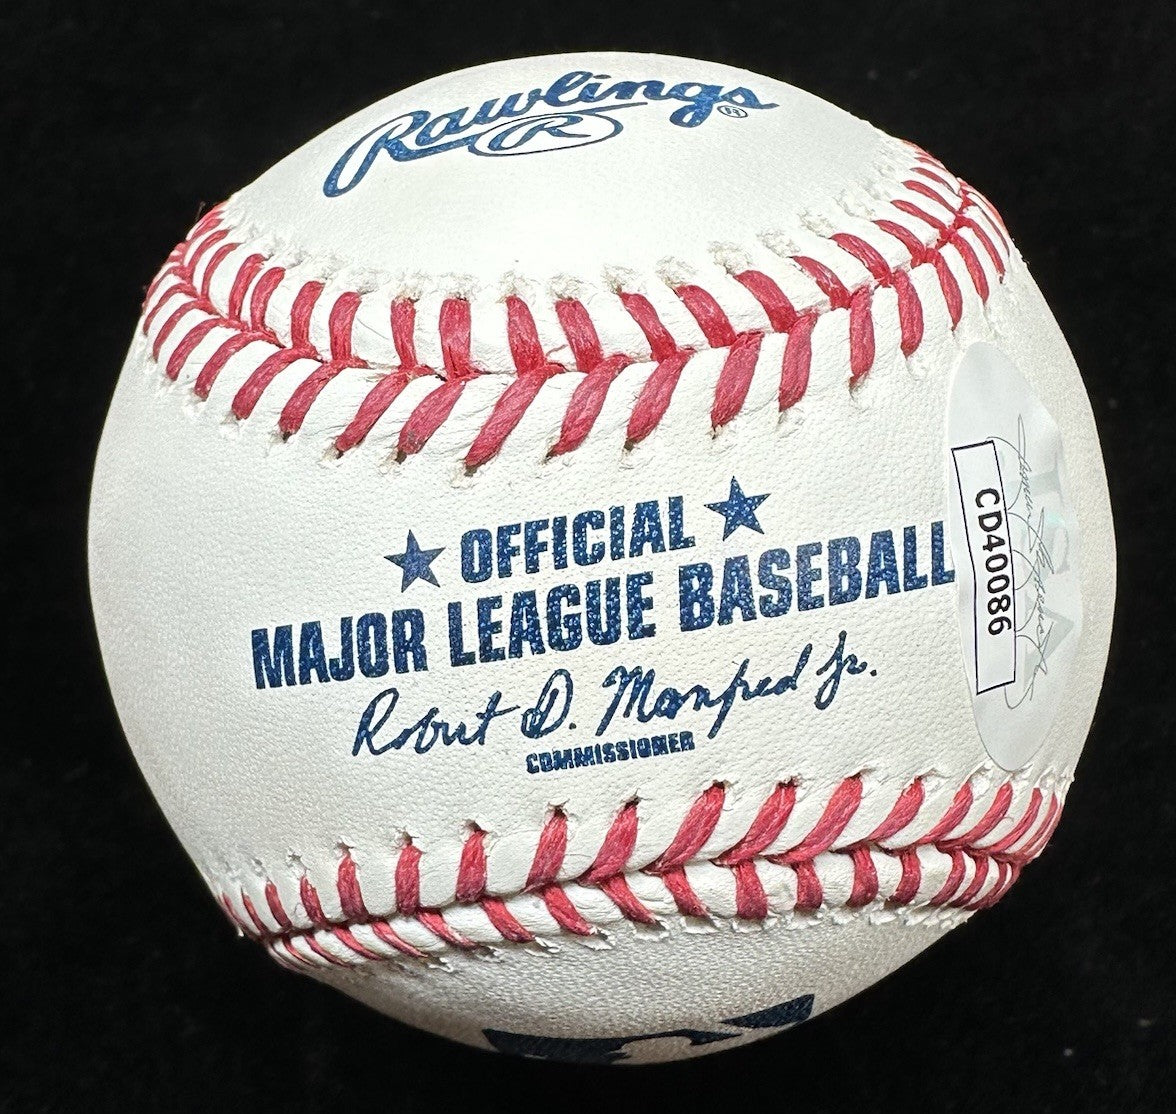 Rawlings
R
OFFICIAL
MAJOR LEAGUE BASEBALL
Robert D. Manfred Jr.
COMMISSIONER
CD40086